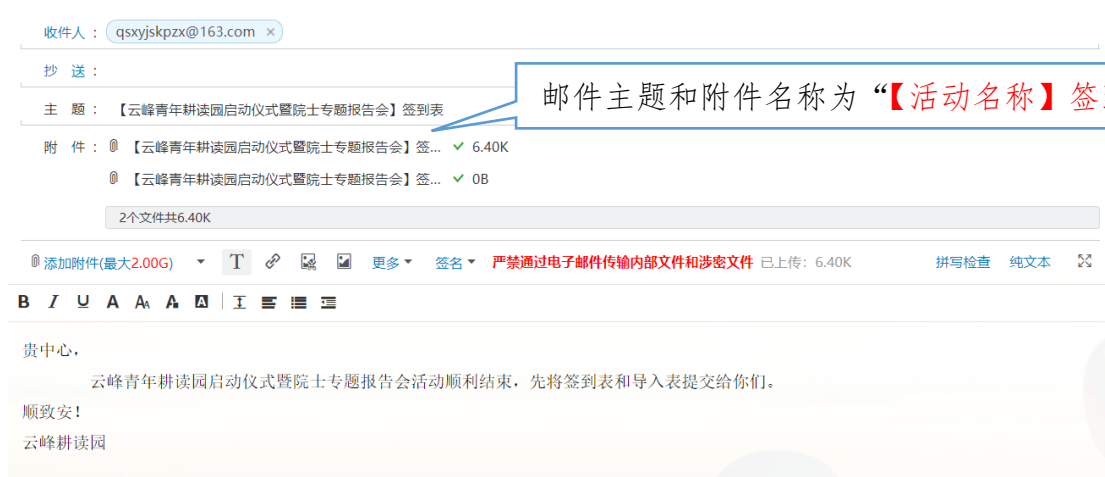 收件人： qsxyjskpzx@163.com ×
抄 送：
邮件主题和附件名称为“【活动名称】签
主 题： 【云峰青年耕读园启动仪式暨院士专题报告会】签到表
附 件： 【云峰青年耕读园启动仪式暨院士专题报告会】签... 6.40K
【云峰青年耕读园启动仪式暨院士专题报告会】签... 0B
2个文件共6.40K
添加附件(最大2.00G) T 更多 签名 严禁通过电子邮件传输内部文件和涉密文件 已上传：6.40K 拼写检查 纯文本
B I U A AA A A
贵中心，
云峰青年耕读园启动仪式暨院士专题报告会活动顺利结束，先将签到表和导入表提交给你们。
顺致安！
云峰耕读园